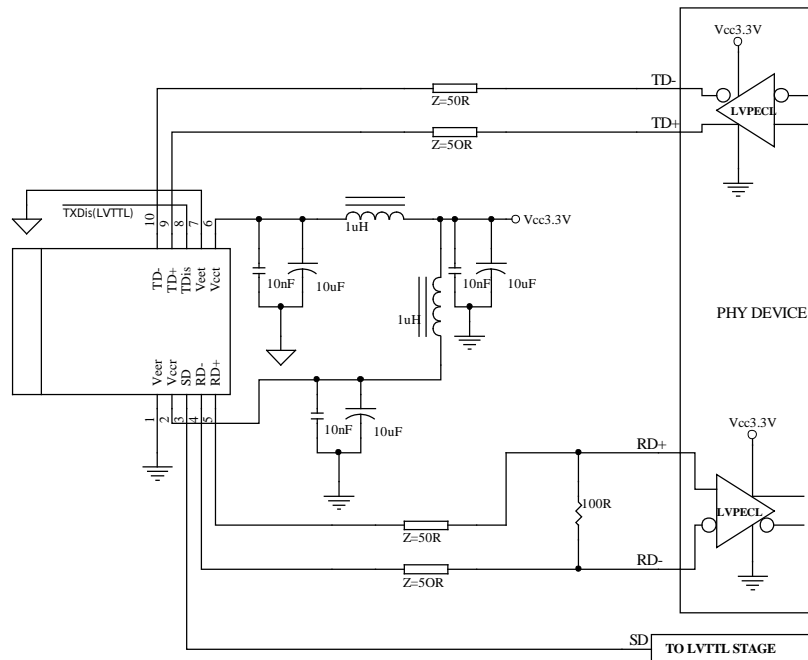 Vcc3.3V
TD-
Z=50R
LVPECL
TD+
Z=5OR
TXDis(LVTTL)
10
9
8
7
6
1uH
Vcc3.3V
TD-
TD+
TDis
Veet
Vcct
10nF
10uF
10nF
10uF
1uH
PHY DEVICE
Veer
Vccr
SD
RD-
RD+
1
2
3
4
5
10nF
10uF
Vcc3.3V
RD+
100R
LVPECL
Z=50R
RD-
Z=5OR
SD
TO LVTTL STAGE